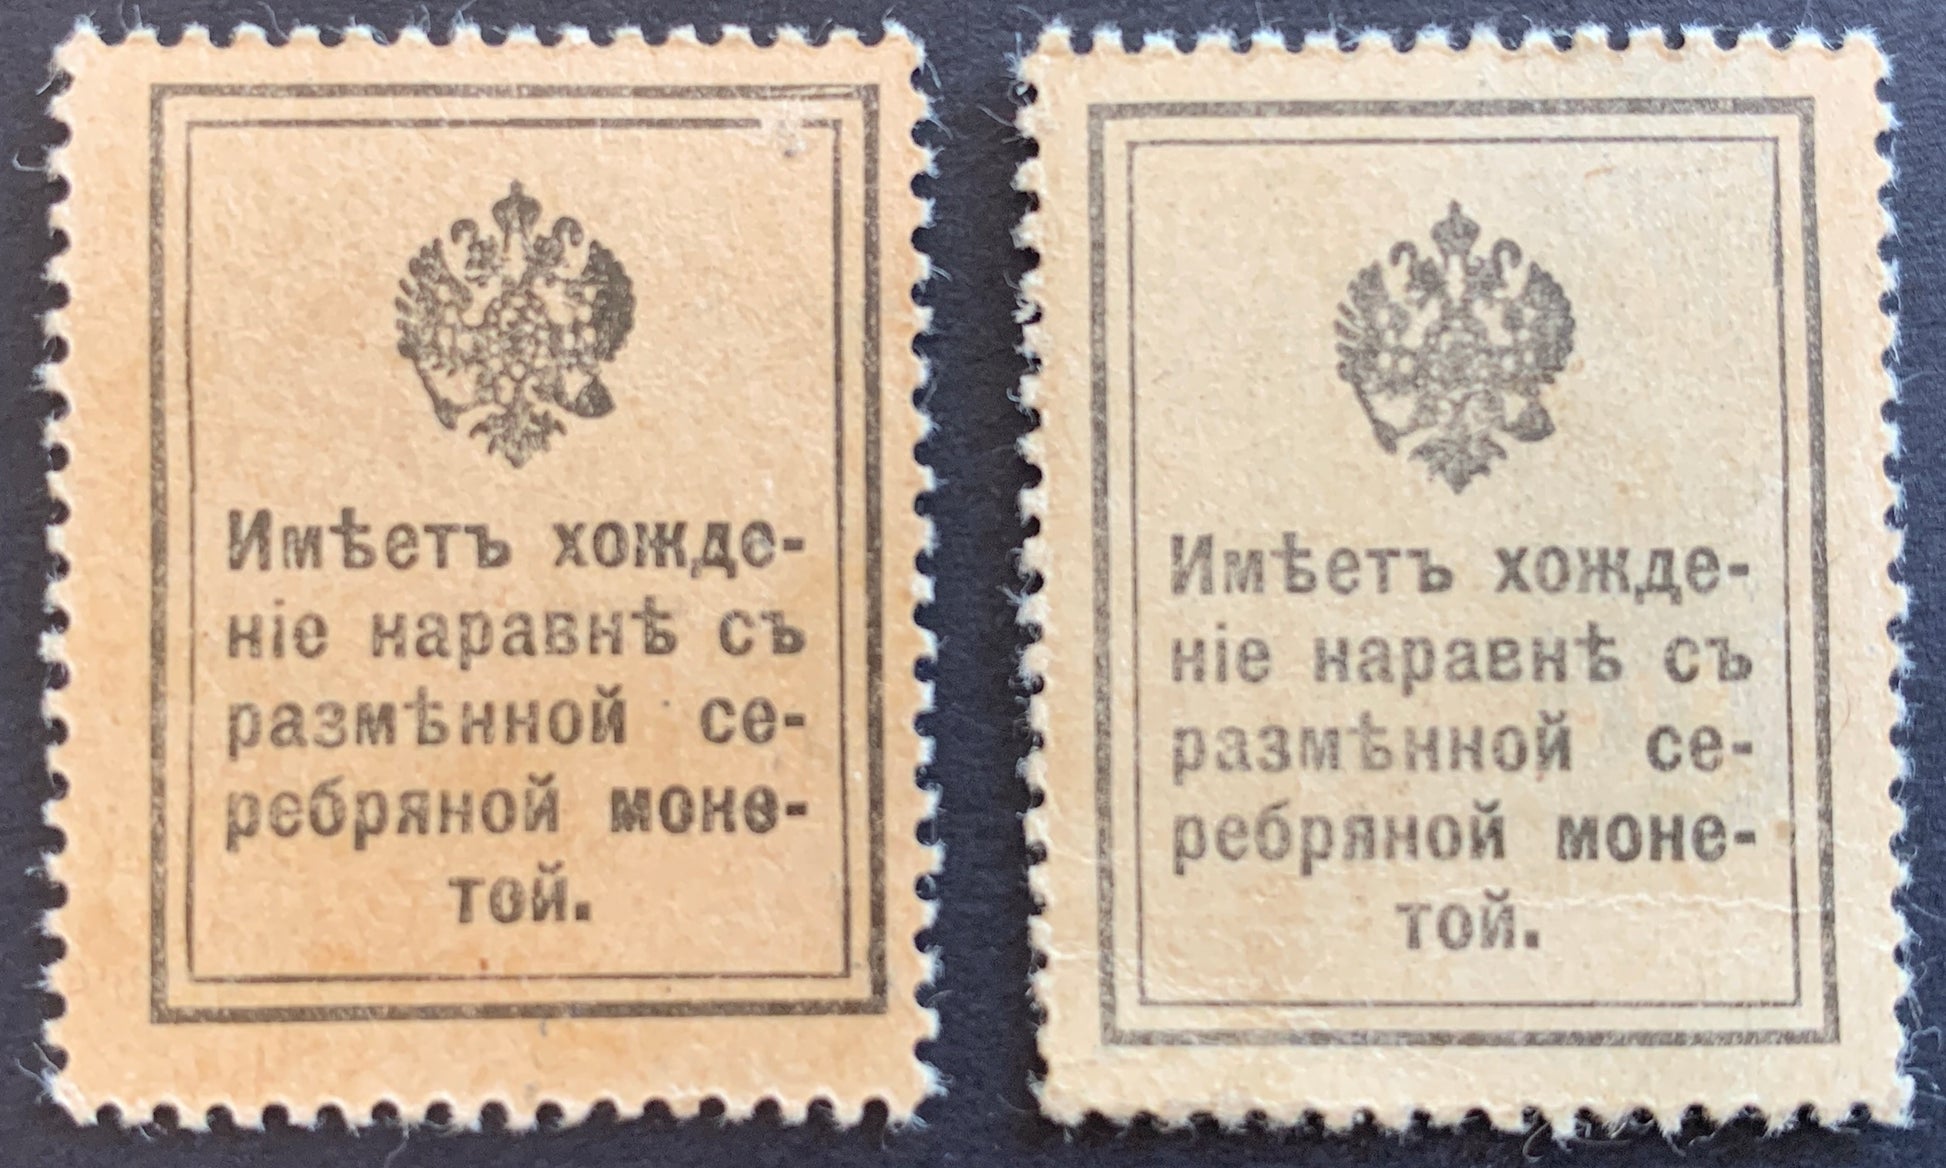 Имѣетъ хожде-
ніе наравнѣ съ
размѣнной се-
ребряной моне-
той.
Имѣетъ хожде-
ніе наравнѣ съ
размѣнной се-
ребряной моне-
той.